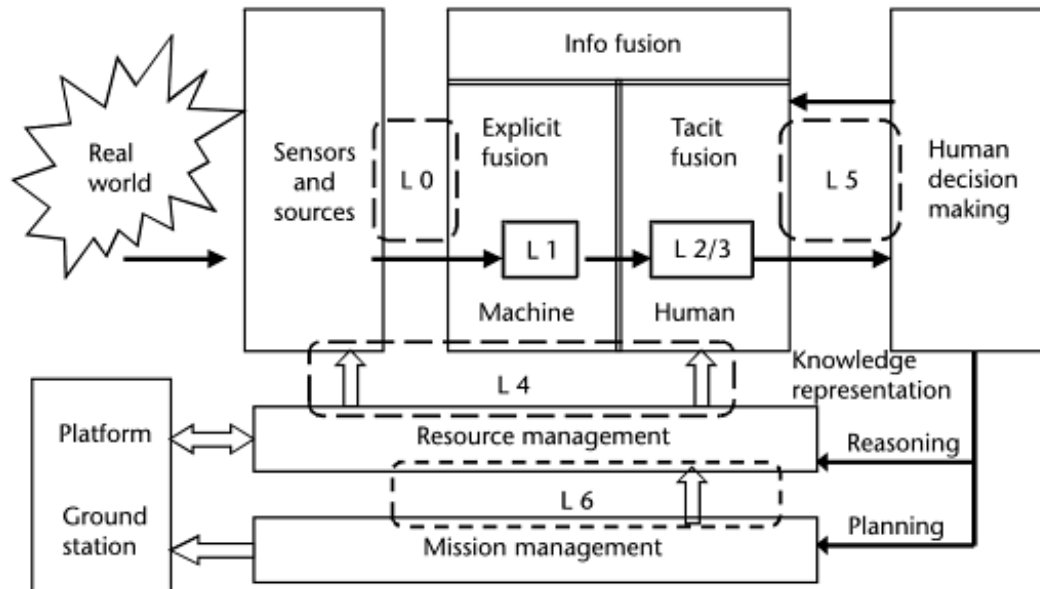 Info fusion
Real
world
Sensors
and
sources
L 0
Explicit
fusion
Tacit
fusion
L 5
Human
decision
making
L 1
L 2/3
Machine
Human
Knowledge
representation
L 4
Platform
Resource management
Reasoning
L 6
Ground
station
Mission management
Planning